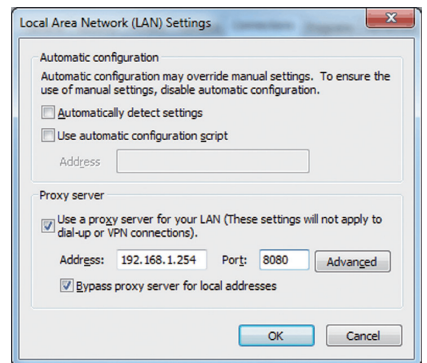 Local Area Network (LAN) Settings
Automatic configuration
Automatic configuration may override manual settings. To ensure the
use of manual settings, disable automatic configuration.
Automatically detect settings
Use automatic configuration script
Address
Proxy server
Use a proxy server for your LAN (These settings will not apply to
dial-up or VPN connections).
Address: 192.168.1.254 Port: 8080 Advanced
Bypass proxy server for local addresses
OK Cancel